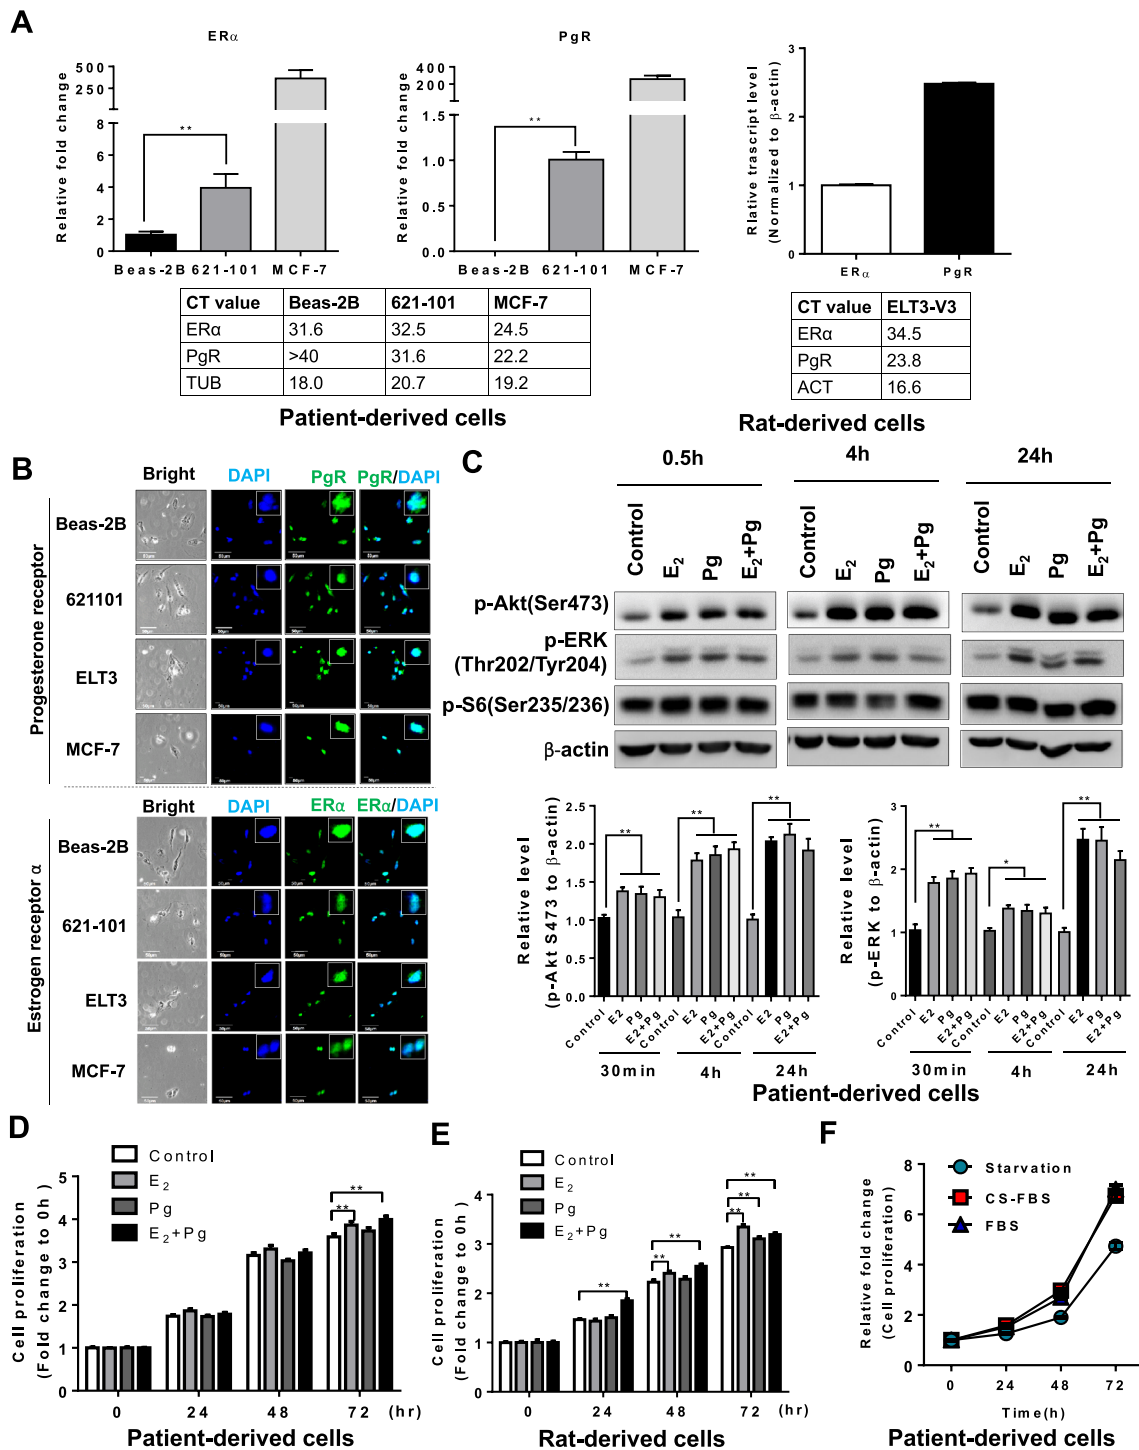 A
ERα
PgR
Relative fold change
500
250
8
6
4
2
0
**
Beas-2B 621-101 MCF-7
Relative fold change
400
200
1.5
1.0
0.5
0.0
**
Beas-2B 621-101 MCF-7
Rlative trascript level
(Normalized to β-actin)
3
2
1
0
ERα PgR
CT value Beas-2B 621-101 MCF-7
ERα 31.6 32.5 24.5
PgR >40 31.6 22.2
TUB 18.0 20.7 19.2
Patient-derived cells
CT value ELT3-V3
ERα 34.5
PgR 23.8
ACT 16.6
Rat-derived cells
B
Progesterone receptor
Bright DAPI PgR PgR/DAPI
Beas-2B
621101
ELT3
MCF-7
Estrogen receptor α
Bright DAPI ERα ERα/DAPI
Beas-2B
621-101
ELT3
MCF-7
C
0.5h 4h 24h
Control E2 Pg E2+Pg Control E2 Pg E2+Pg Control E2 Pg E2+Pg
p-Akt(Ser473)
p-ERK
(Thr202/Tyr204)
p-S6(Ser235/236)
β-actin
Relative level
(p-Akt S473 to β-actin)
2.5
2.0
1.5
1.0
0.5
0.0
** ** **
Control E2 Pg E2+Pg Control E2 Pg E2+Pg Control E2 Pg E2+Pg
30min 4h 24h
Relative level
(p-ERK to β-actin)
3
2
1
0
** * **
Control E2 Pg E2+Pg Control E2 Pg E2+Pg Control E2 Pg E2+Pg
30min 4h 24h
Patient-derived cells
D
Cell proliferation
(Fold change to 0h)
5
4
3
2
1
0
Control
E2
Pg
E2+Pg
**
**
0 24 48 72 (hr)
Patient-derived cells
E
Cell proliferation
(Fold change to 0h)
5
4
3
2
1
0
Control
E2
Pg
E2+Pg
**
**
**
**
**
**
0 24 48 72 (hr)
Rat-derived cells
F
Relative fold change
(Cell proliferation)
8
6
4
2
0
Starvation
CS-FBS
FBS
0 24 48 72
Time(h)
Patient-derived cells